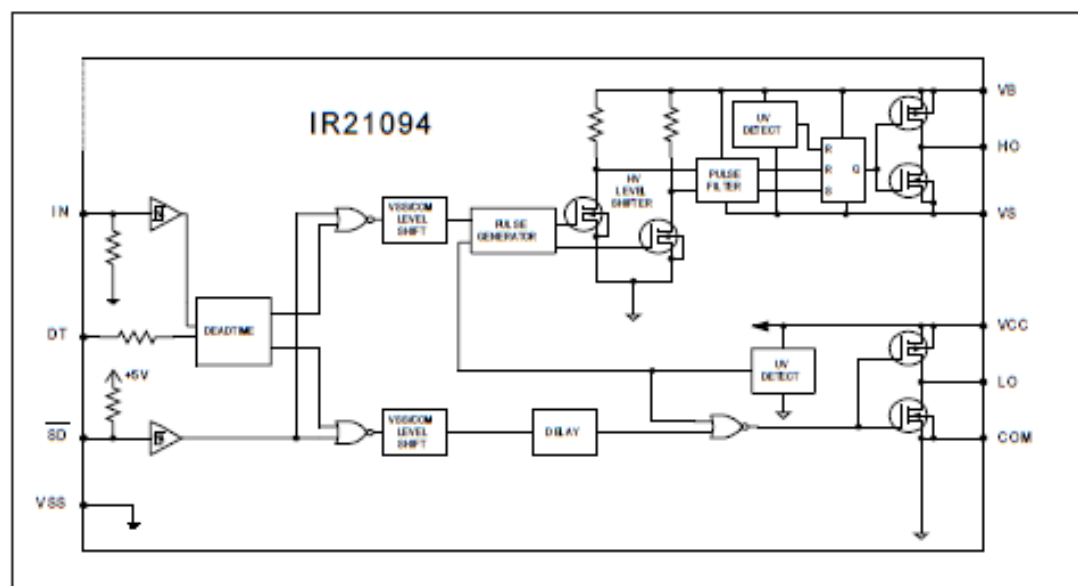 IR21094
VB
UV
DETECT
HO
R
R
S
Q
PULSE
FILTER
HV
LEVEL
SHIFTER
IN
VSS/COM
LEVEL
SHIFT
PULSE
GENERATOR
VS
DEADTIME
DT
+5V
VCC
UV
DETECT
LO
SD
VSS/COM
LEVEL
SHIFT
DELAY
COM
VSS